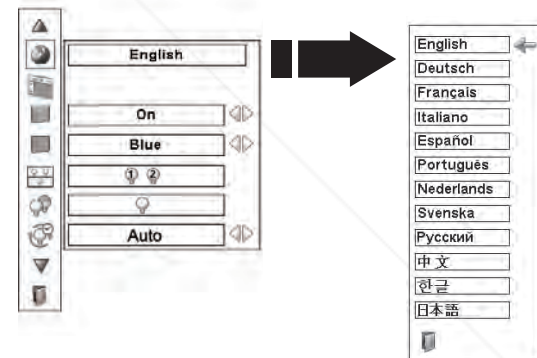 English
On
Blue
1 2
Auto
English
Deutsch
Français
Italiano
Español
Português
Nederlands
Svenska
Русский
中文
한글
日本語